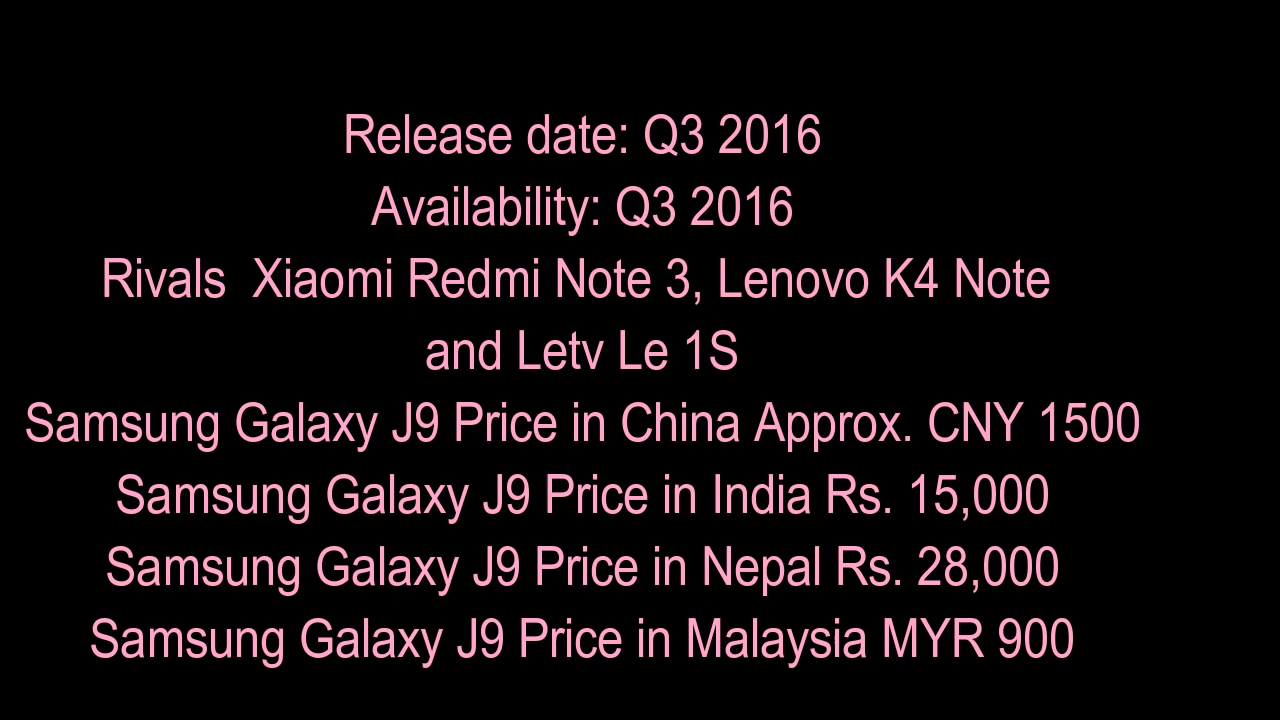 Release date: Q3 2016
Availability: Q3 2016
Rivals  Xiaomi Redmi Note 3, Lenovo K4 Note
and Letv Le 1S
Samsung Galaxy J9 Price in China Approx. CNY 1500
Samsung Galaxy J9 Price in India Rs. 15,000
Samsung Galaxy J9 Price in Nepal Rs. 28,000
Samsung Galaxy J9 Price in Malaysia MYR 900